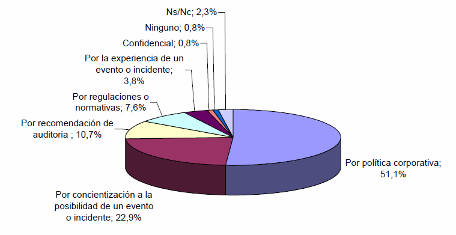 Ns/Nc; 2,3%
Ninguno; 0,8%
Confidencial; 0,8%
Por la experiencia de un
evento o incidente;
3,8%
Por regulaciones o
normativas; 7,6%
Por recomendación de
auditoria ; 10,7%
Por concientización a la
posibilidad de un evento
o incidente; 22,9%
Por política corporativa;
51,1%